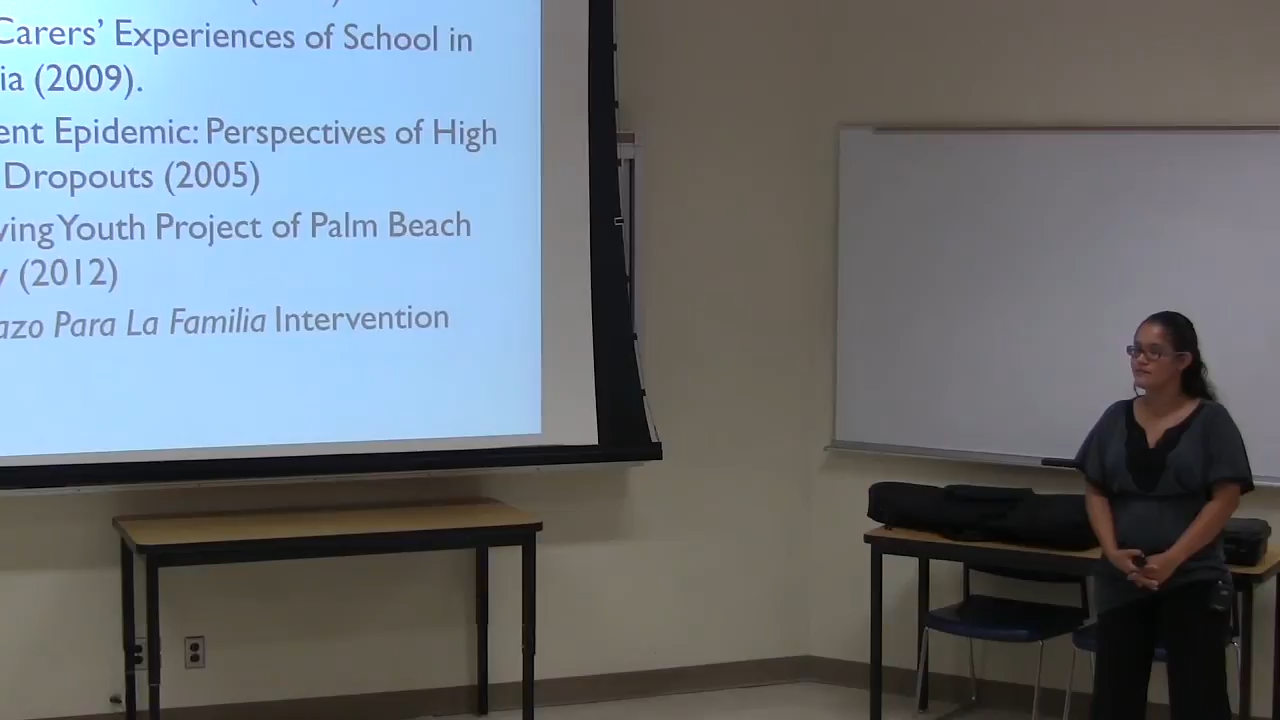 Carers’ Experiences of School in
ia (2009).
ent Epidemic: Perspectives of High
Dropouts (2005)
ving Youth Project of Palm Beach
y (2012)
azo Para La Familia Intervention